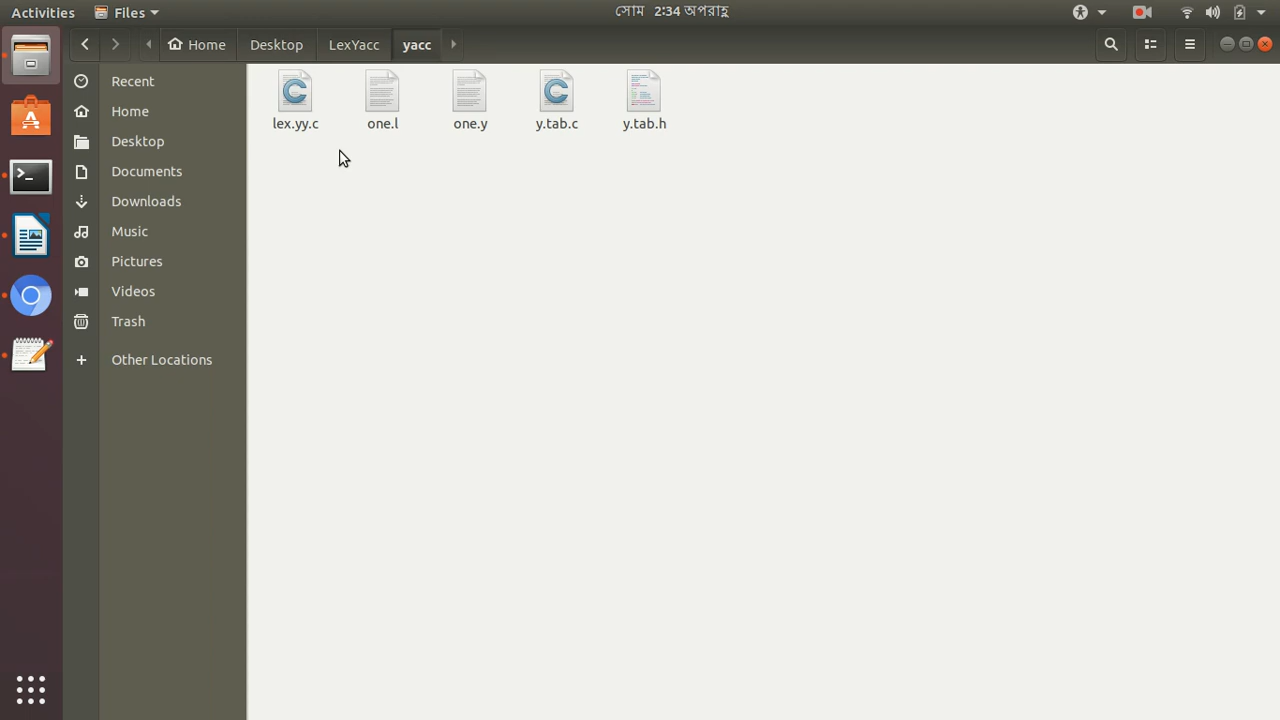 Activities Files সোম 2:34 অপরাহ্ণ
Home Desktop LexYacc yacc
Recent
Home
Desktop
Documents
Downloads
Music
Pictures
Videos
Trash
+ Other Locations
lex.yy.c one.l one.y y.tab.c y.tab.h